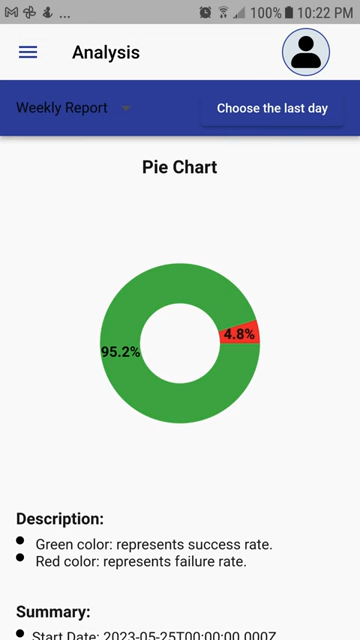 ... 100% 10:22 PM
Analysis
Weekly Report
Choose the last day
Pie Chart
4.8%
95.2%
Description:
Green color: represents success rate.
Red color: represents failure rate.
Summary:
Start Date: 2023-05-25T00:00:00.000Z